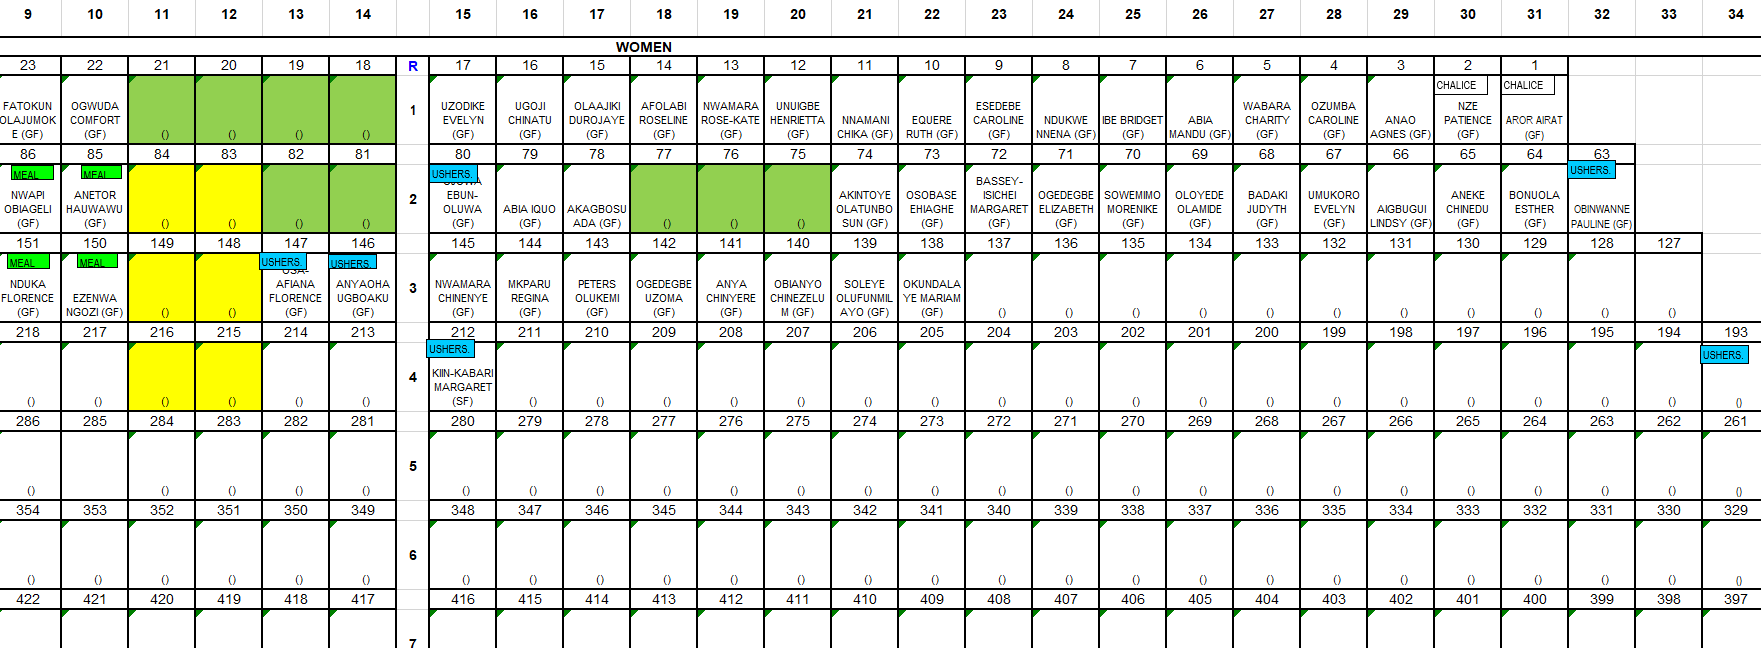 9 10 11 12 13 14 15 16 17 18 19 20 21 22 23 24 25 26 27 28 29 30 31 32 33 34
WOMEN
23 22 21 20 19 18 R 17 16 15 14 13 12 11 10 9 8 7 6 5 4 3 2 1
CHALICE CHALICE
FATOKUN OGWUDA UZODIKE UGOJI OLAAJIKI AFOLABI NWAMARA UNUIGBE ESEDEBE WABARA OZUMBA NZE
OLAJUMOK COMFORT 1 EVELYN CHINATU DUROJAYE ROSELINE ROSE-KATE HENRIETTA NNAMANI EQUERE CAROLINE NDUKWE IBE BRIDGET ABIA CHARITY CAROLINE ANAO PATIENCE AROR AIRAT
E (GF) (GF) () () () () (GF) (GF) (GF) (GF) (GF) (GF) CHIKA (GF) RUTH (GF) (GF) NNENA (GF) (GF) MANDU (GF) (GF) (GF) AGNES (GF) (GF) (GF)
86 85 84 83 82 81 80 79 78 77 76 75 74 73 72 71 70 69 68 67 66 65 64 63
MEAL MEAL USHERS. USHERS.
BASSEY-
NWAPI ANETOR EBUN- AKINTOYE OSOBASE ISICHEI OGEDEGBE SOWEMIMO OLOYEDE BADAKI UMUKORO ANEKE BONUOLA
OBIAGELI HAUWAWU 2 OLUWA ABIA IQUO AKAGBOSU OLATUNBO EHIAGHE MARGARET ELIZABETH MORENIKE OLAMIDE JUDYTH EVELYN AIGBUGUI CHINEDU ESTHER OBINWANNE
(GF) (GF) () () () () (GF) (GF) ADA (GF) () () () SUN (GF) (GF) (GF) (GF) (GF) (GF) (GF) (GF) LINDSY (GF) (GF) (GF) PAULINE (GF)
151 150 149 148 147 146 145 144 143 142 141 140 139 138 137 136 135 134 133 132 131 130 129 128 127
MEAL MEAL USHERS. USHERS.
NDUKA AFIANA ANYAOHA NWAMARA MKPARU PETERS OGEDEGBE ANYA OBIANYO SOLEYE OKUNDALA
FLORENCE EZENWA FLORENCE UGBOAKU 3 CHINENYE REGINA OLUKEMI UZOMA CHINYERE CHINEZELU OLUFUNMIL YE MARIAM
(GF) NGOZI (GF) () () (GF) (GF) (GF) (GF) (GF) (GF) (GF) M (GF) AYO (GF) (GF) () () () () () () () () () () ()
218 217 216 215 214 213 212 211 210 209 208 207 206 205 204 203 202 201 200 199 198 197 196 195 194 193
USHERS. USHERS.
KIIN-KABARI
4 MARGARET
() () () () () () (SF) () () () () () () () () () () () () () () () () () () ()
286 285 284 283 282 281 280 279 278 277 276 275 274 273 272 271 270 269 268 267 266 265 264 263 262 261
5
() () () () () () () () () () () () () () () () () () () () () () () () ()
354 353 352 351 350 349 348 347 346 345 344 343 342 341 340 339 338 337 336 335 334 333 332 331 330 329
6
() () () () () () () () () () () () () () () () () () () () () () () () () ()
422 421 420 419 418 417 416 415 414 413 412 411 410 409 408 407 406 405 404 403 402 401 400 399 398 397
7